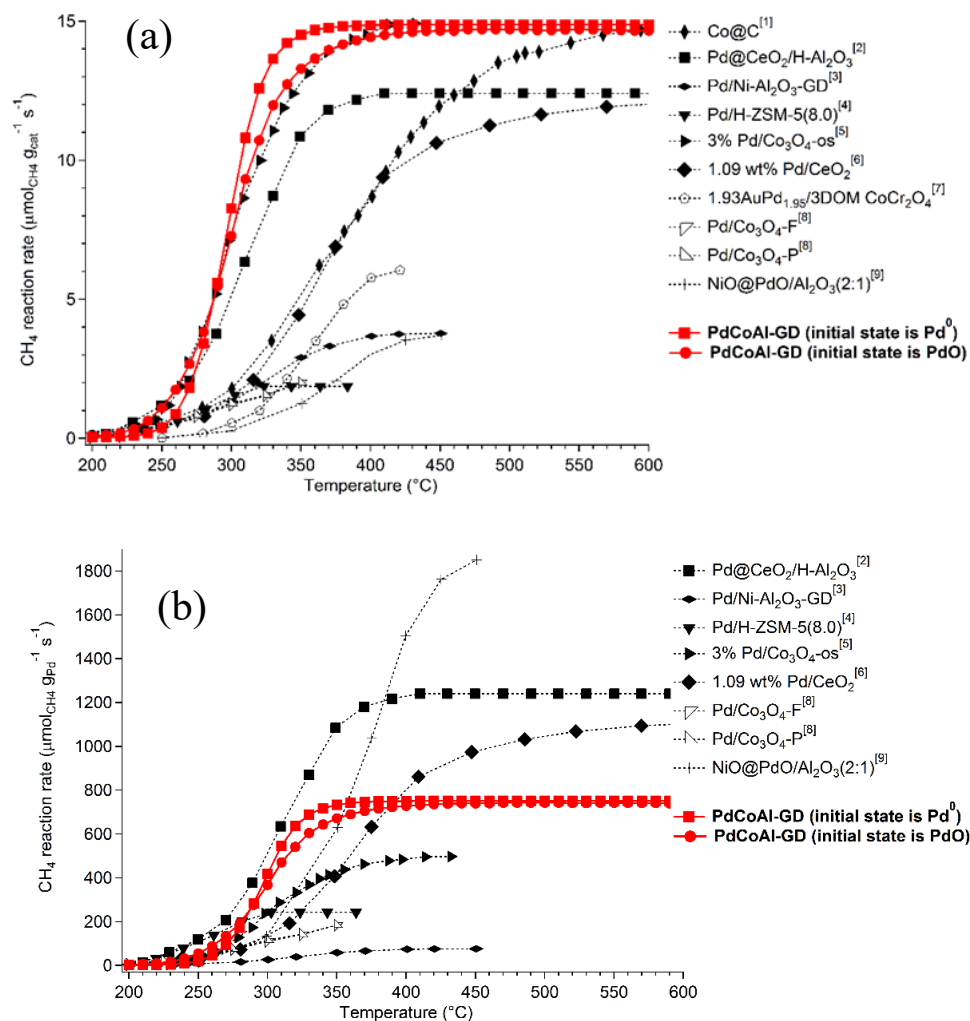 (a)
15
10
5
0
CH₄ reaction rate (μmol_CH4 g_cat⁻¹ s⁻¹)
200 250 300 350 400 450 500 550 600
Temperature (°C)
Co@C[1]
Pd@CeO₂/H-Al₂O₃[2]
Pd/Ni-Al₂O₃-GD[3]
Pd/H-ZSM-5(8.0)[4]
3% Pd/Co₃O₄-os[5]
1.09 wt% Pd/CeO₂[6]
1.93AuPd₁.₉₅/3DOM CoCr₂O₄[7]
Pd/Co₃O₄-F[8]
Pd/Co₃O₄-P[8]
NiO@PdO/Al₂O₃(2:1)[9]
PdCoAl-GD (initial state is Pd⁰)
PdCoAl-GD (initial state is PdO)
(b)
1800
1600
1400
1200
1000
800
600
400
200
0
CH₄ reaction rate (μmol_CH4 g_Pd⁻¹ s⁻¹)
200 250 300 350 400 450 500 550 600
Temperature (°C)
Pd@CeO₂/H-Al₂O₃[2]
Pd/Ni-Al₂O₃-GD[3]
Pd/H-ZSM-5(8.0)[4]
3% Pd/Co₃O₄-os[5]
1.09 wt% Pd/CeO₂[6]
Pd/Co₃O₄-F[8]
Pd/Co₃O₄-P[8]
NiO@PdO/Al₂O₃(2:1)[9]
PdCoAl-GD (initial state is Pd⁰)
PdCoAl-GD (initial state is PdO)